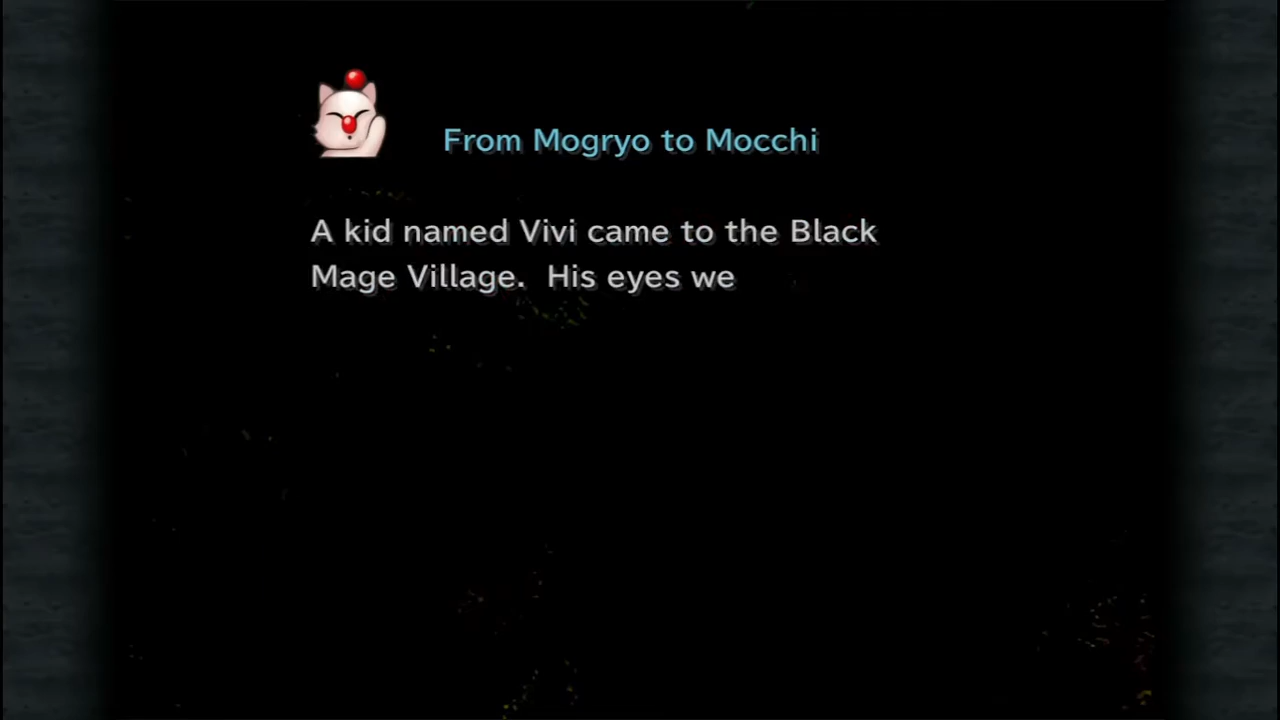 From Mogryo to Mocchi
A kid named Vivi came to the Black
Mage Village.  His eyes we